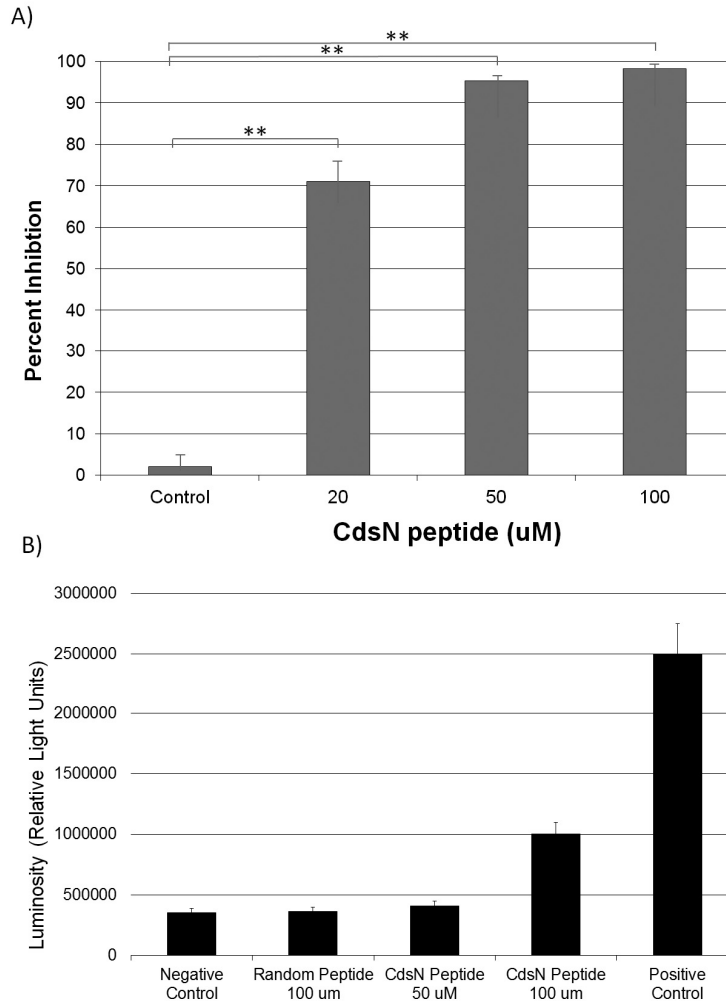 A)
**
**
**
100
90
80
70
60
50
40
30
20
10
0
Percent Inhibtion
Control 20 50 100
CdsN peptide (uM)
B)
3000000
2500000
2000000
1500000
1000000
500000
0
Luminosity (Relative Light Units)
Negative Random Peptide CdsN Peptide CdsN Peptide Positive
Control 100 um 50 uM 100 um Control